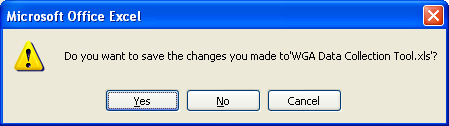 Microsoft Office Excel
Do you want to save the changes you made to'WGA Data Collection Tool.xls'?
Yes No Cancel